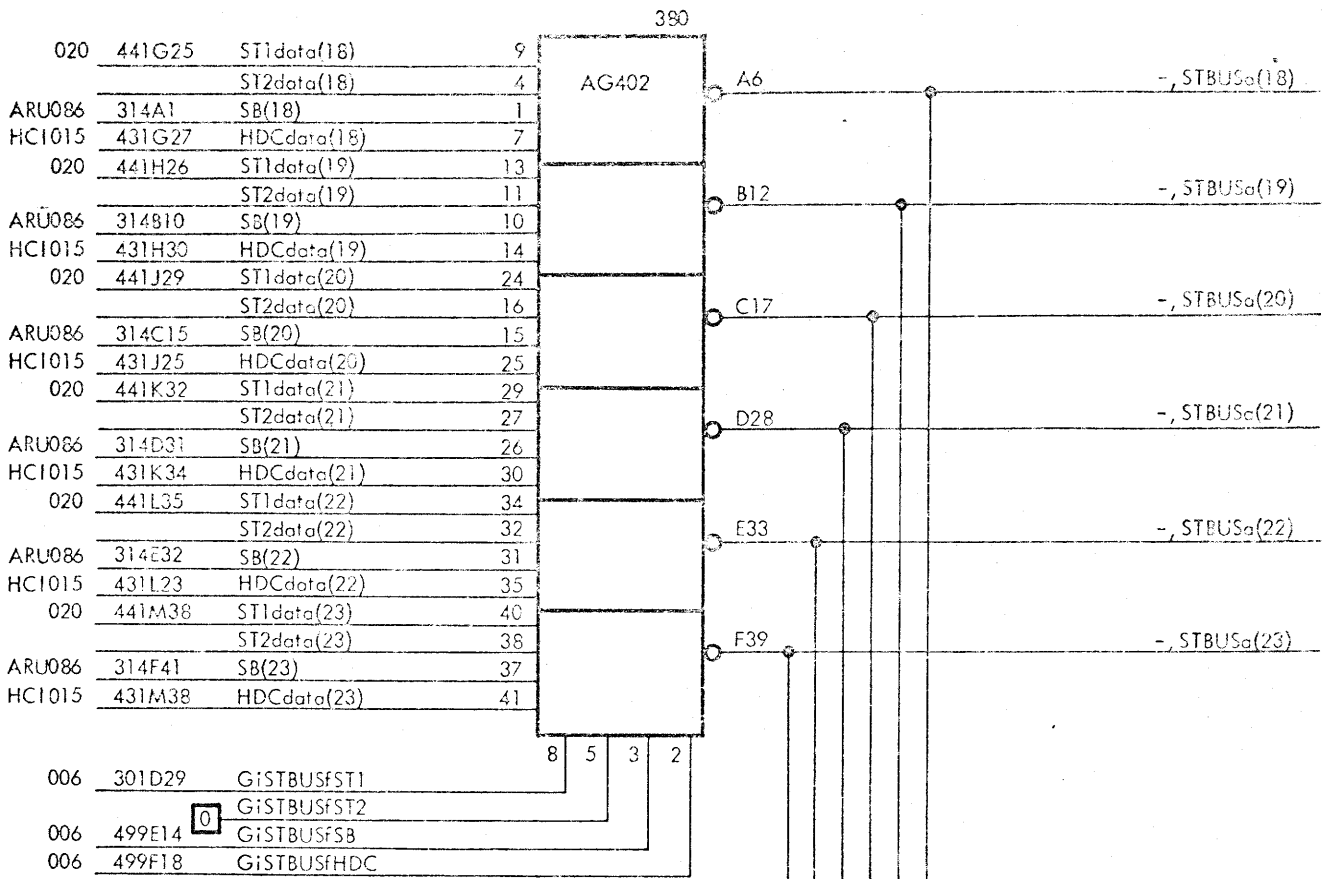 380
020 441G25 ST1data(18) 9
ST2data(18) 4
AG402
A6
-, STBUSa(18)
ARU086 314A1 SB(18) 1
HCI015 431G27 HDCdata(18) 7
020 441H26 ST1data(19) 13
ST2data(19) 11
B12
-, STBUSa(19)
ARU086 314B10 SB(19) 10
HCI015 431H30 HDCdata(19) 14
020 441J29 ST1data(20) 24
ST2data(20) 16
C17
-, STBUSa(20)
ARU086 314C15 SB(20) 15
HCI015 431J25 HDCdata(20) 25
020 441K32 ST1data(21) 29
ST2data(21) 27
D28
-, STBUSa(21)
ARU086 314D31 SB(21) 26
HCI015 431K34 HDCdata(21) 30
020 441L35 ST1data(22) 34
ST2data(22) 32
E33
-, STBUSa(22)
ARU086 314E32 SB(22) 31
HCI015 431L23 HDCdata(22) 35
020 441M38 ST1data(23) 40
ST2data(23) 38
F39
-, STBUSa(23)
ARU086 314F41 SB(23) 37
HCI015 431M38 HDCdata(23) 41
8 5 3 2
006 301D29 GiSTBUSfST1
0 GiSTBUSfST2
006 499E14 GiSTBUSfSB
006 499F18 GiSTBUSfHDC